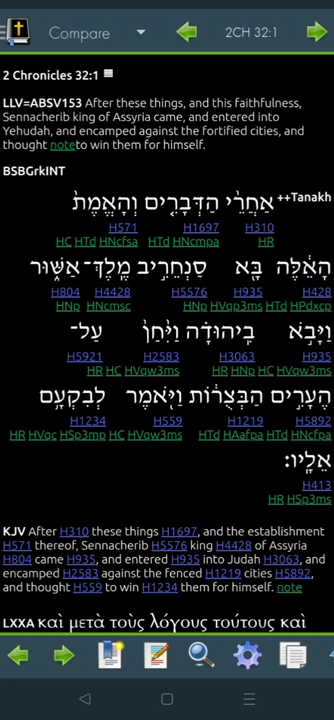 Compare
2CH 32:1
2 Chronicles 32:1
LLV=ABSV153 After these things, and this faithfulness,
Sennacherib king of Assyria came, and entered into
Yehudah, and encamped against the fortified cities, and
thought noteto win them for himself.
BSBGrkINT
++Tanakh אַחֲרֵ֨י הַדְּבָרִ֤ים וְהָאֱמֶת֙
H310 H1697 H571
HR HTd HNcmpa HC HTd HNcfsa
הָאֵ֔לֶּה בָּ֖א סַנְחֵרִ֣יב מֶֽלֶךְ־אַשּׁ֑וּר
H428 H935 H5576 H4428 H804
HTd HPdxcp HVqp3ms HNp HNcmsc HNp
וַיָּבֹ֣א בִֽיהוּדָ֗ה וַיִּ֙חַן֙ עַל־
H935 H3063 H2583 H5921
HC HVqw3ms HR HNp HC HVqw3ms HR
הֶעָרִ֣ים הַבְּצֻר֔וֹת וַיֹּ֖אמֶר לְבִקְעָ֥ם
H5892 H1219 H559 H1234
HTd HNcfpa HTd HAafpa HC HVqw3ms HR HVqc HSp3mp
אֵלָֽיו׃
H413
HR HSp3ms
KJV After H310 these things H1697, and the establishment
H571 thereof, Sennacherib H5576 king H4428 of Assyria
H804 came H935, and entered H935 into Judah H3063, and
encamped H2583 against the fenced H1219 cities H5892,
and thought H559 to win H1234 them for himself. note
LXXA καὶ μετὰ τοὺς λόγους τούτους καὶ